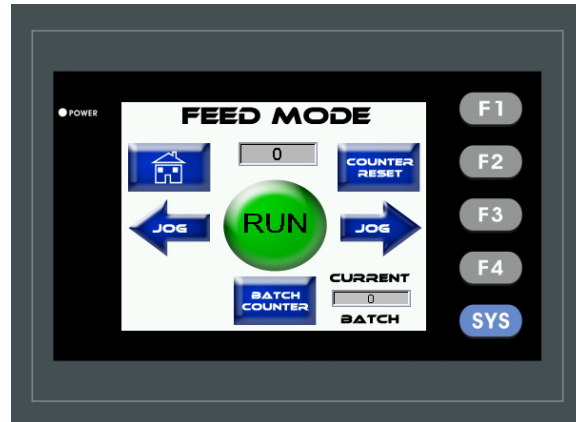 POWER
FEED MODE
0
COUNTER
RESET
JOG
RUN
JOG
BATCH
COUNTER
CURRENT
0
BATCH
F1
F2
F3
F4
SYS